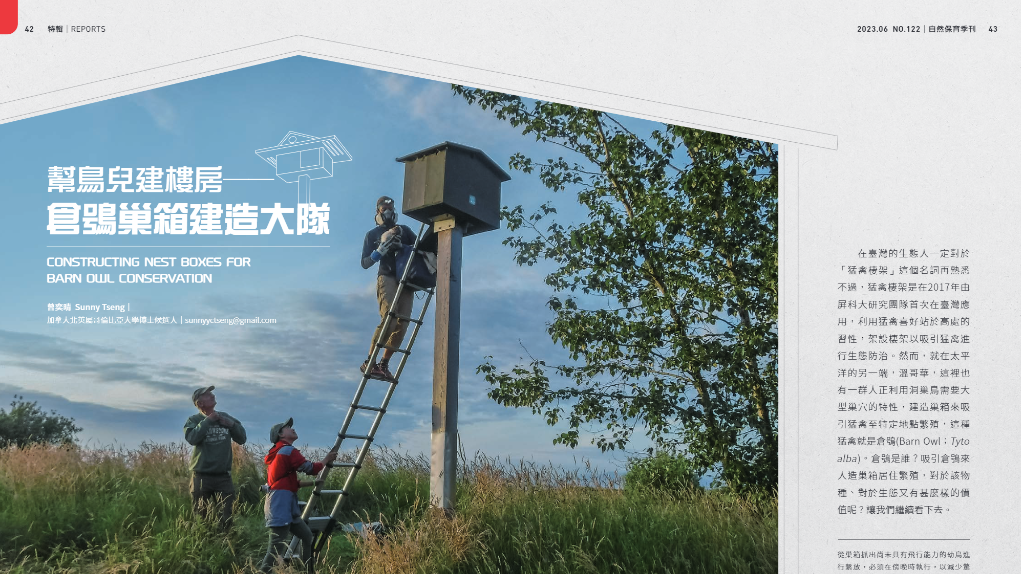 42 特輯｜REPORTS
2023.06 NO.122｜自然保育季刊 43
幫鳥兒建樓房
倉鴞巢箱建造大隊
CONSTRUCTING NEST BOXES FOR
BARN OWL CONSERVATION
曾奕晴 Sunny Tseng｜
加拿大北英屬哥倫比亞大學博士候選人｜sunnyyctseng@gmail.com
在臺灣的生態人一定對於
「猛禽棲架」這個名詞再熟悉
不過，猛禽棲架是在2017年由
屏科大研究團隊首次在臺灣應
用，利用猛禽喜好站於高處的
習性，架設棲架以吸引猛禽進
行生態防治。然而，就在太平
洋的另一端，溫哥華，這裡也
有一群人正利用洞巢鳥需要大
型巢穴的特性，建造巢箱來吸
引猛禽至特定地點繁殖，這種
猛禽就是倉鴞(Barn Owl；Tyto
alba)。倉鴞是誰？吸引倉鴞來
人造巢箱居住繁殖，對於該物
種、對於生態又有甚麼樣的價
值呢？讓我們繼續看下去。
從巢箱抓出尚未具有飛行能力的幼鳥進
行繫放，必須在傍晚時執行，以減少驚